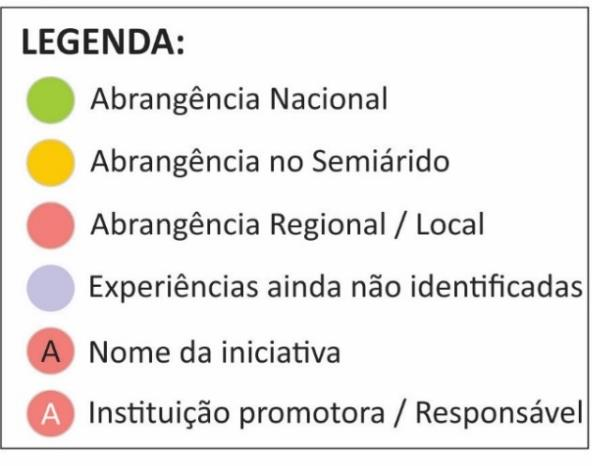 LEGENDA:
Abrangência Nacional
Abrangência no Semiárido
Abrangência Regional / Local
Experiências ainda não identificadas
A Nome da iniciativa
A Instituição promotora / Responsável